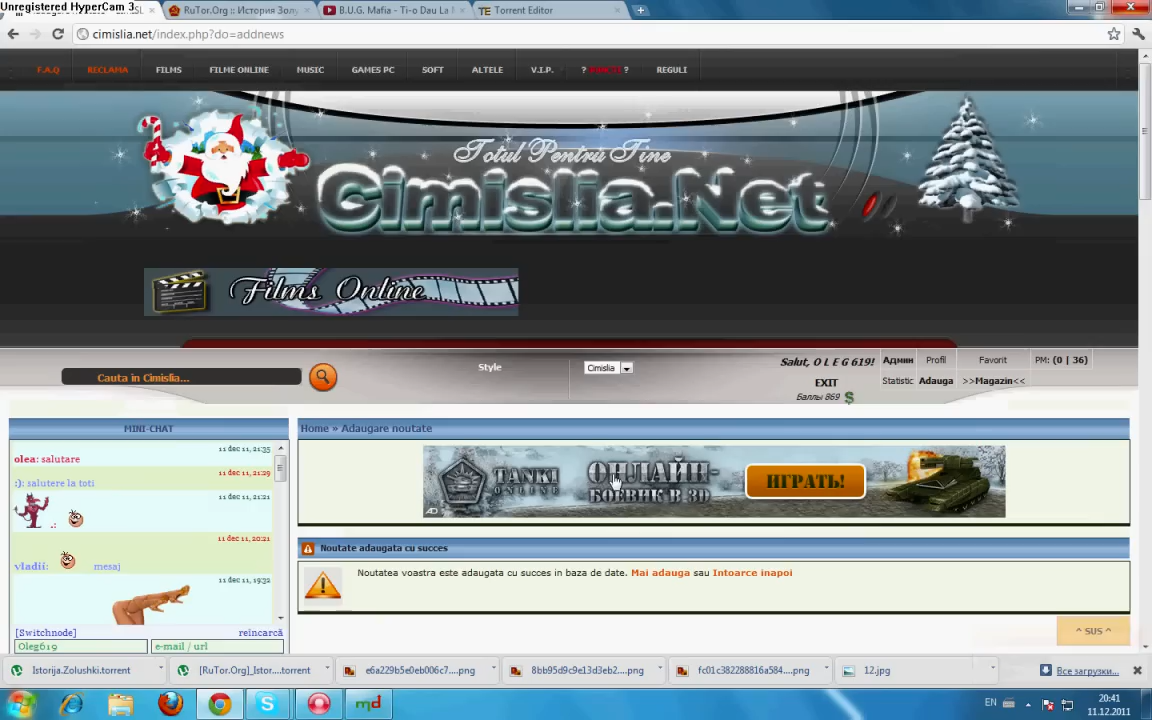 Unregistered HyperCam 3
RuTor.Org :: История Золу
B.U.G. Mafia - Ti-o Dau La M
Torrent Editor
cimislia.net/index.php?do=addnews
F.A.Q
RECLAMA
FILMS
FILME ONLINE
MUSIC
GAMES PC
SOFT
ALTELE
V.I.P.
REGULI
Totul Pentru Tine
Cimislia.Net
Films Online
Cauta in Cimislia...
Style
Cimislia
Salut, O L E G 619!
EXIT
Баллы 869
Админ
Profil
Favorit
PM: (0 | 36)
Statistic
Adauga
>>Magazin<<
MINI-CHAT
11 dec 11, 21:35
olea: salutare
11 dec 11, 21:29
:): salutere la toti
11 dec 11, 21:21
.:
11 dec 11, 20:21
vladii: mesaj
11 dec 11, 19:32
[Switchnode]
reîncarcă
Oleg619
e-mail / url
Home » Adaugare noutate
TANKI ONLINE
ОНЛАЙН-
БОЕВИК В 3D
ИГРАТЬ!
AD
Noutate adaugata cu succes
Noutatea voastra este adaugata cu succes in baza de date. Mai adauga sau Intoarce inapoi
^ SUS ^
Istorija.Zolushki.torrent
[RuTor.Org]_Istor....torrent
e6a229b5e0eb006c7....png
8bb95d9c9e13d3eb2....png
fc01c382288816a584....png
12.jpg
Все загрузки...
EN
20:41
11.12.2011